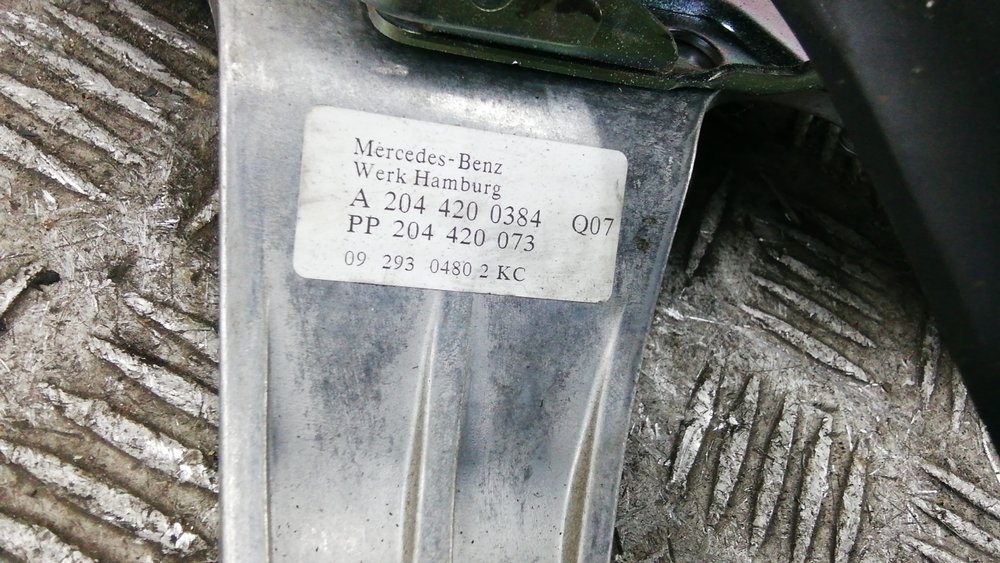 Mercedes-Benz
Werk Hamburg
A 204 420 0384 Q07
PP 204 420 073
09 293 0480 2 KC